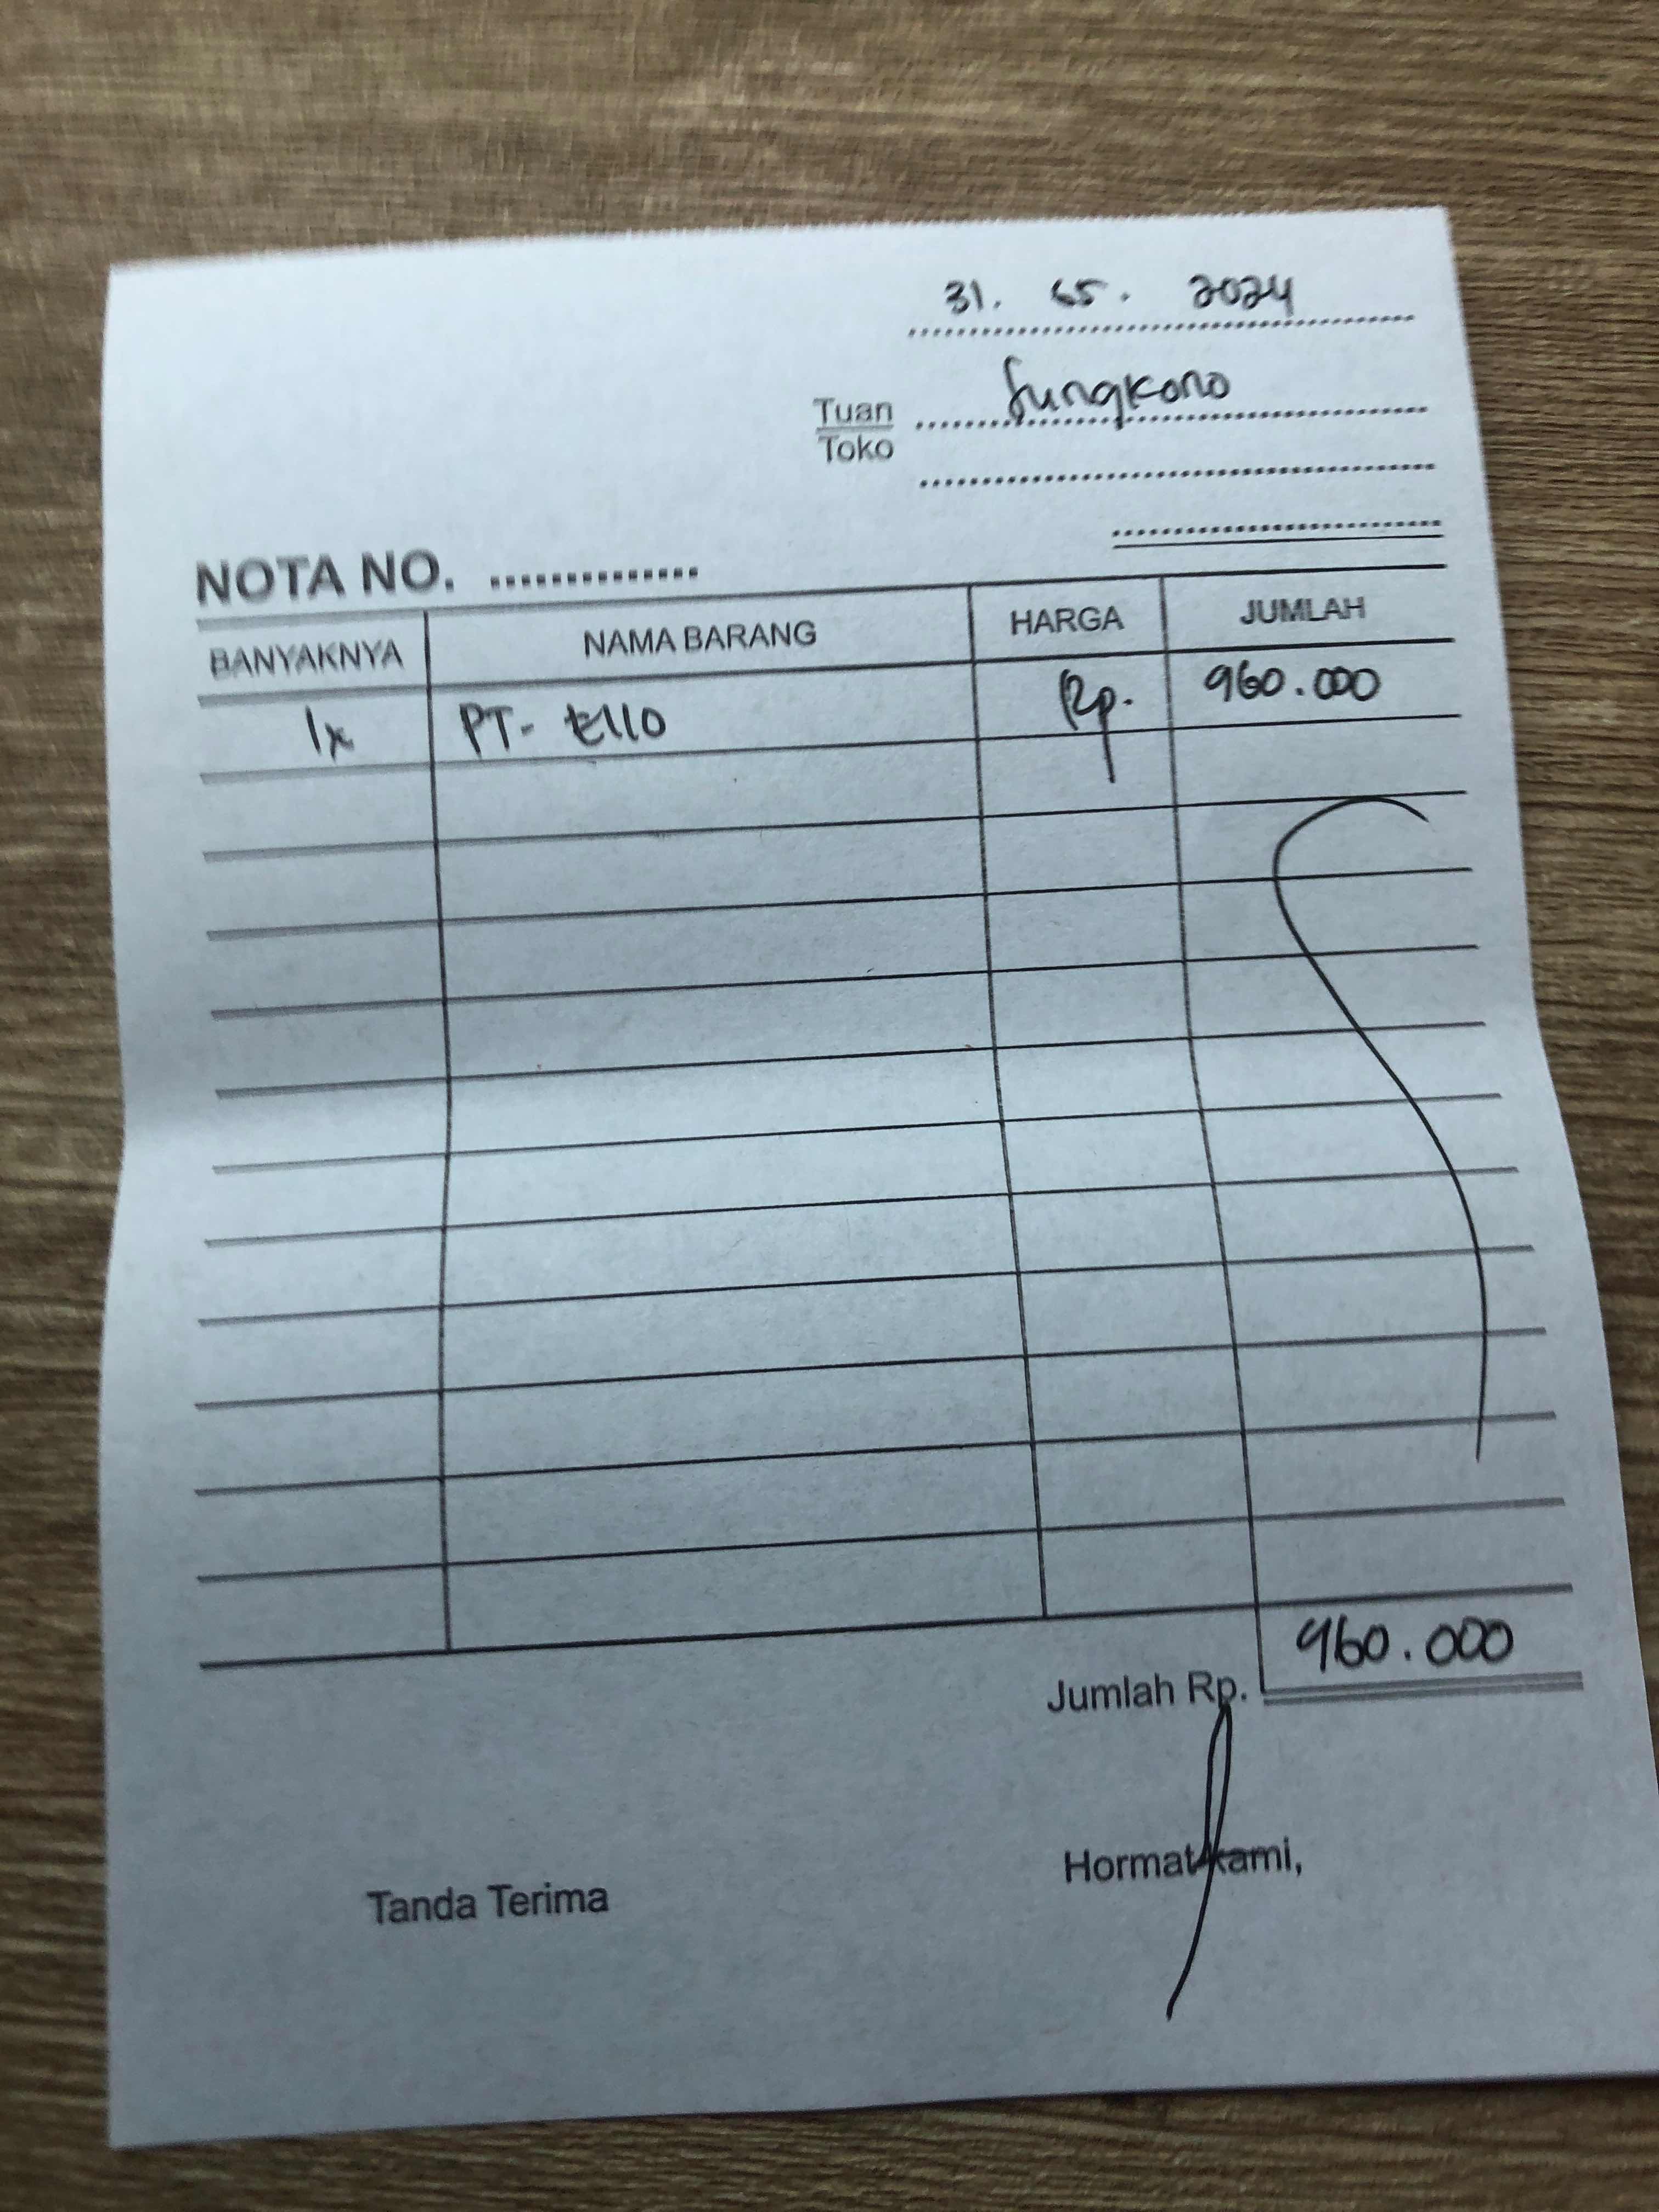 31. 05. 2024
Tuan Sungkono
Toko
NOTA NO. ..............
BANYAKNYA NAMA BARANG HARGA JUMLAH
1x PT- E110 Rp. 960.000
Jumlah Rp. 960.000
Tanda Terima Hormat kami,